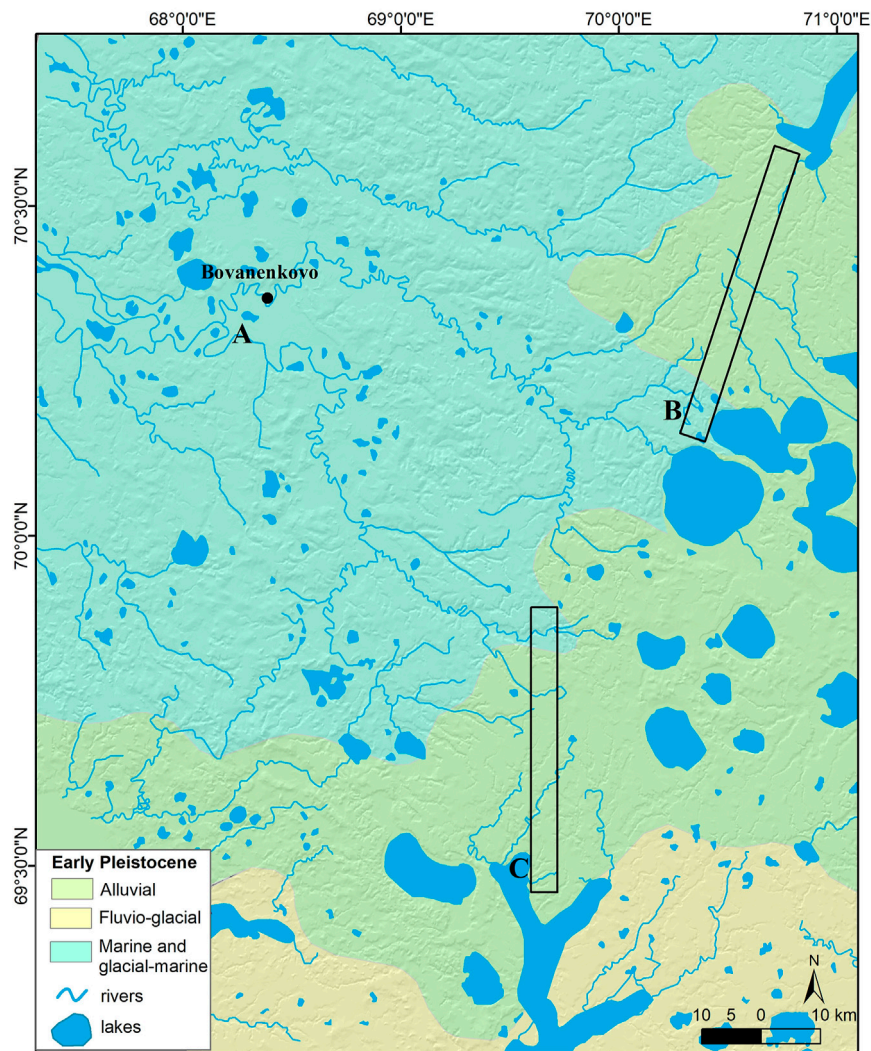 68°0'0"E
69°0'0"E
70°0'0"E
71°0'0"E
70°30'0"N
Bovanenkovo
A
B
70°0'0"N
69°30'0"N
C
Early Pleistocene
Alluvial
Fluvio-glacial
Marine and
glacial-marine
rivers
lakes
N
10 5 0 10 km